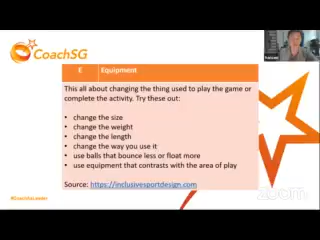 CoachSG
E Equipment
This all about changing the thing used to play the game or
complete the activity. Try these out:
• change the size
• change the weight
• change the length
• change the way you use it
• use balls that bounce less or float more
• use equipment that contrasts with the area of play
Source: https://inclusivesportdesign.com
zoom